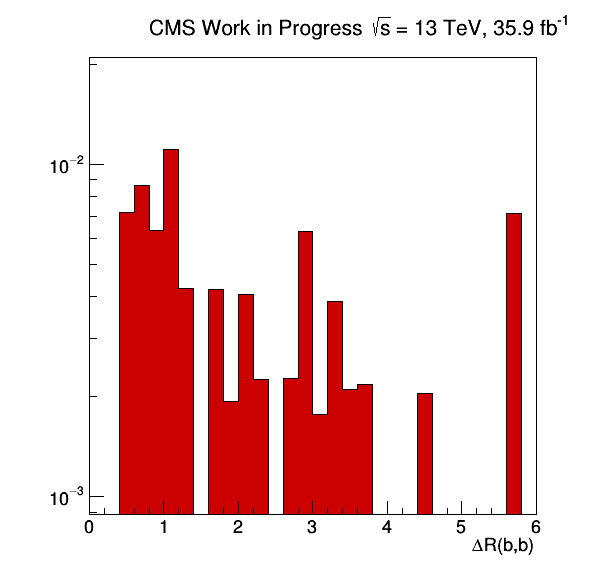 CMS Work in Progress √s = 13 TeV, 35.9 fb⁻¹
10⁻²
10⁻³
0 1 2 3 4 5 6
ΔR(b,b)